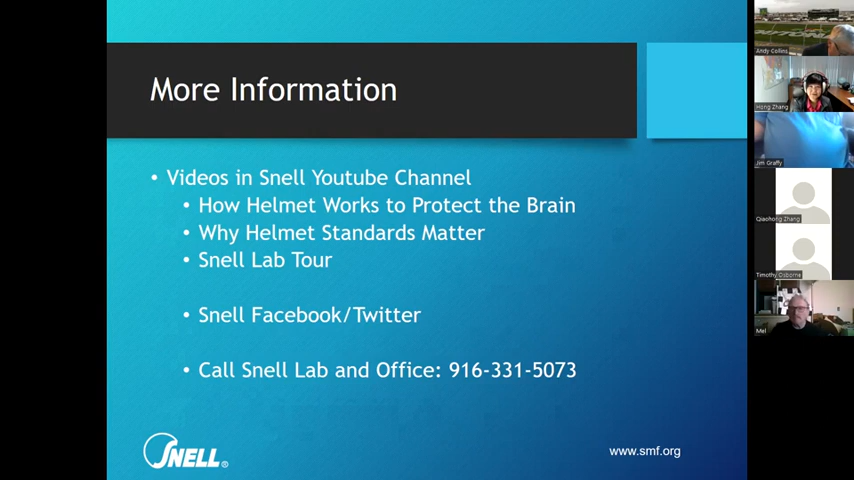 More Information
• Videos in Snell Youtube Channel
• How Helmet Works to Protect the Brain
• Why Helmet Standards Matter
• Snell Lab Tour
• Snell Facebook/Twitter
• Call Snell Lab and Office: 916-331-5073
SNELL®
www.smf.org
Andy Collins
Hong Zhang
Jim Graffy
Qiaohong Zhang
Timothy Osborne
Mel